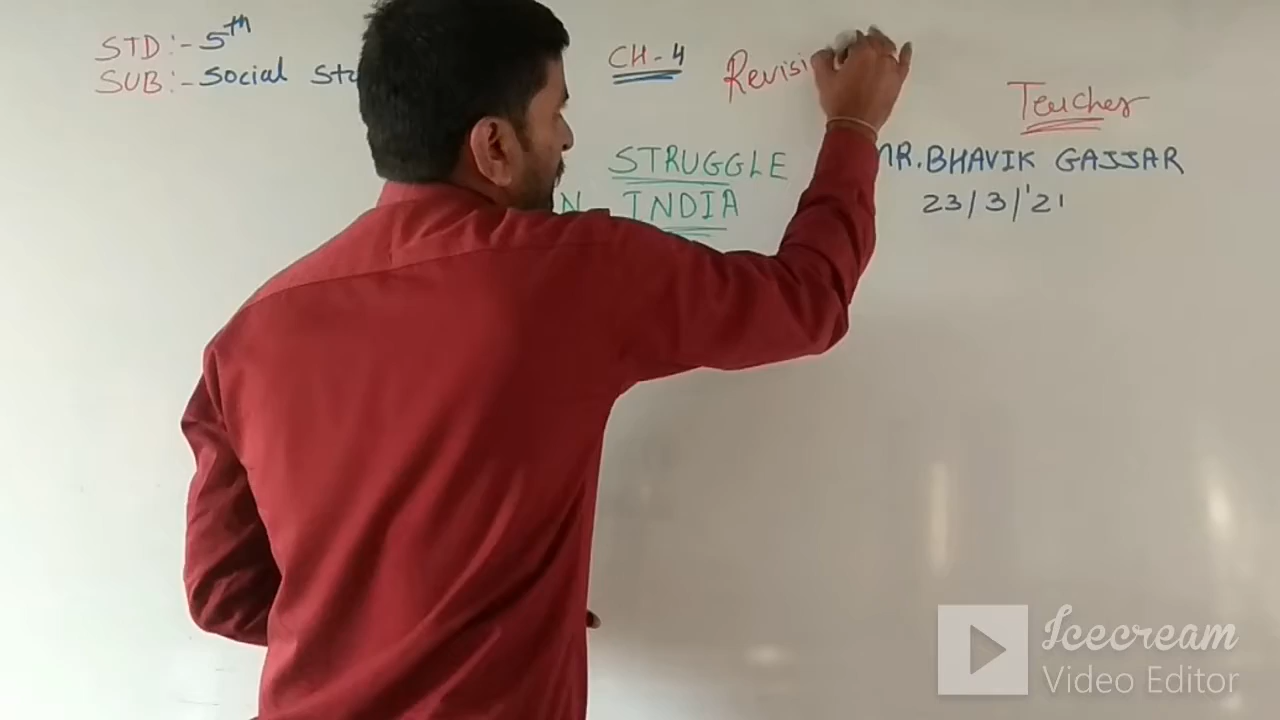 STD:- 5th
SUB:- Social Stu
CH-4
Revisi
Teacher
STRUGGLE
MR. BHAVIK GAJJAR
N INDIA
23/3/'21
Icecream
Video Editor